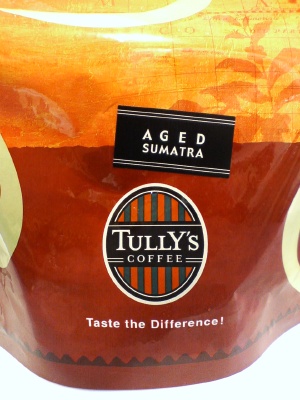 AGED
SUMATRA
TULLY'S
COFFEE
Taste the Difference!